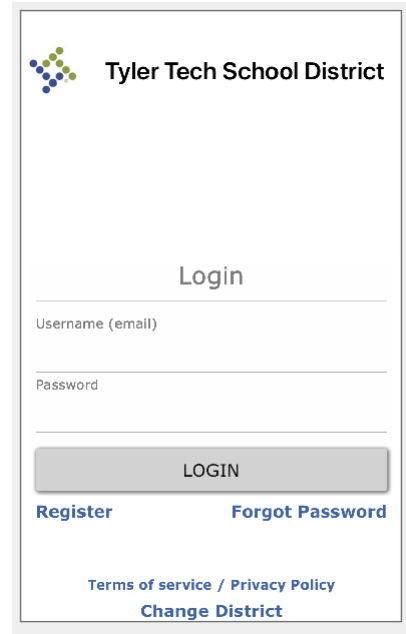 Tyler Tech School District
Login
Username (email)
Password
LOGIN
Register Forgot Password
Terms of service / Privacy Policy
Change District